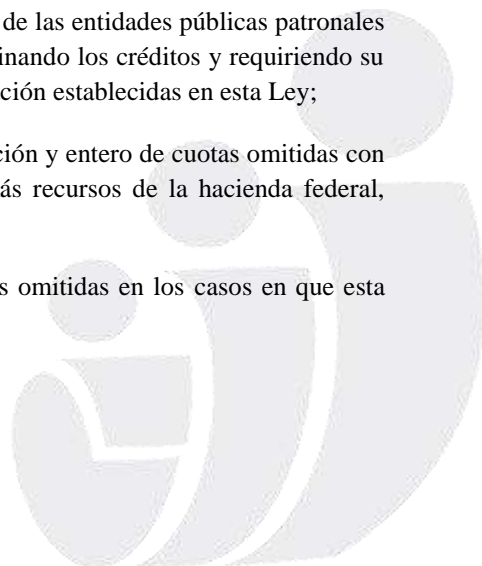 de las entidades públicas patronales
inando los créditos y requiriendo su
ción establecidas en esta Ley;
ción y entero de cuotas omitidas con
ás recursos de la hacienda federal,
s omitidas en los casos en que esta